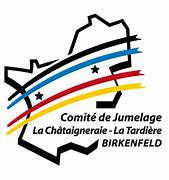 Comité de Jumelage
La Châtaigneraie - La Tardière
BIRKENFELD